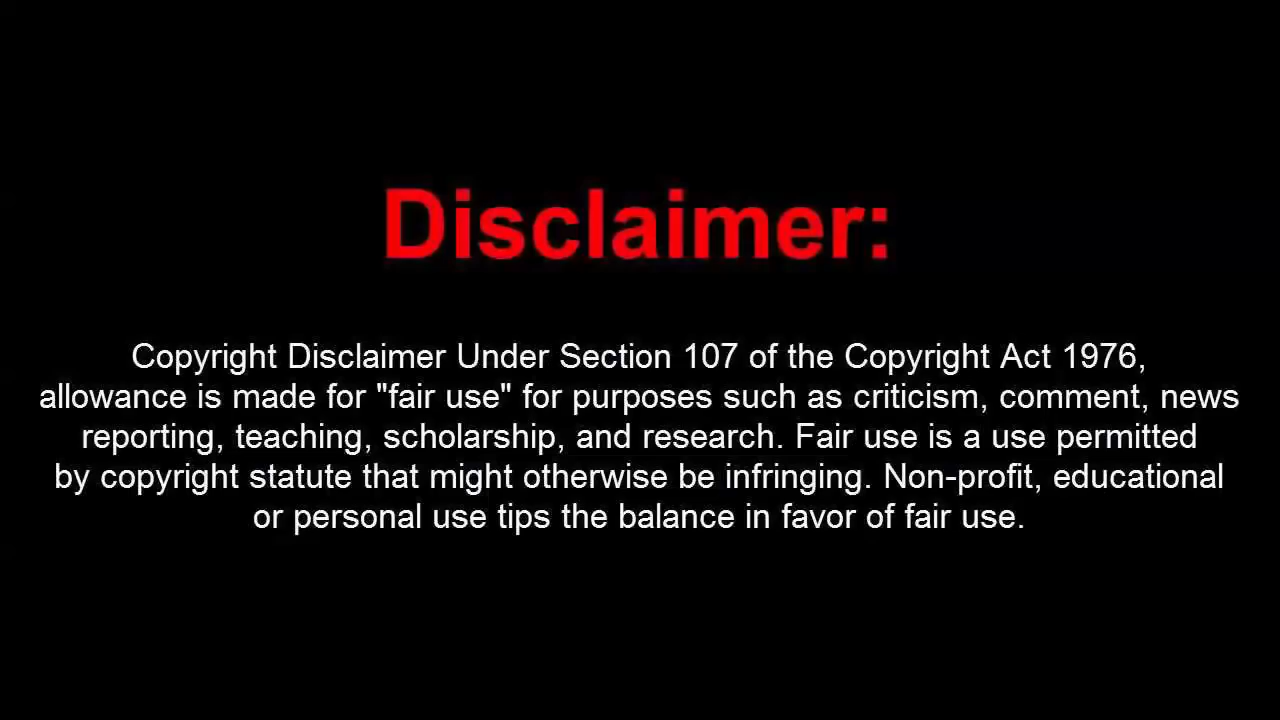 Disclaimer:
Copyright Disclaimer Under Section 107 of the Copyright Act 1976,
allowance is made for "fair use" for purposes such as criticism, comment, news
reporting, teaching, scholarship, and research. Fair use is a use permitted
by copyright statute that might otherwise be infringing. Non-profit, educational
or personal use tips the balance in favor of fair use.